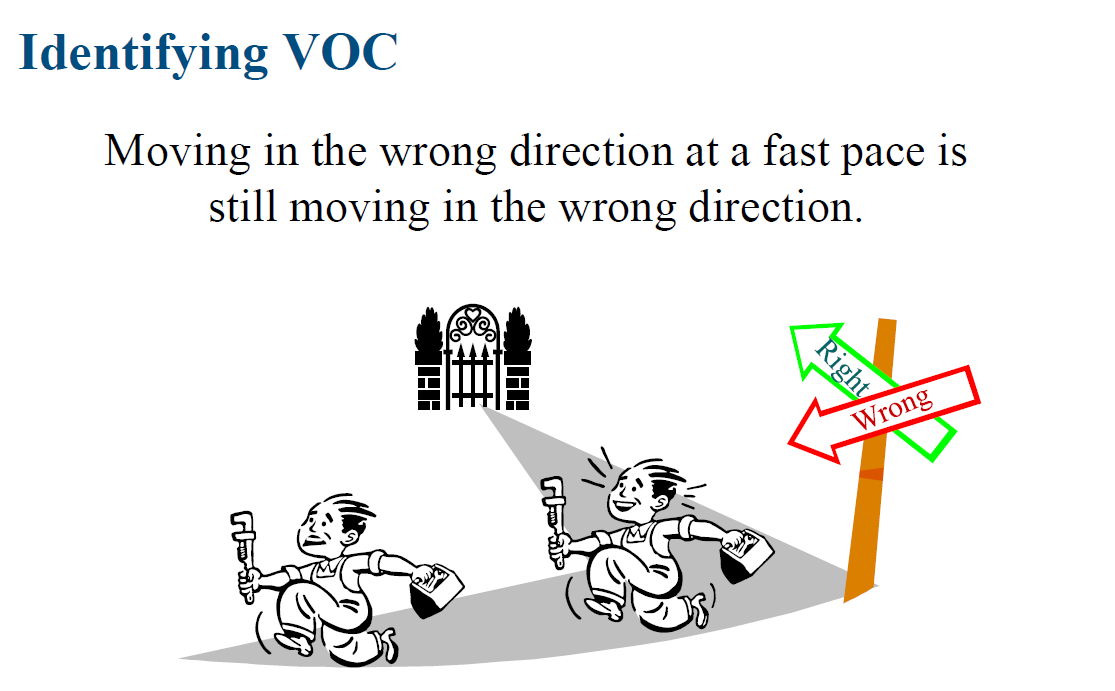 Identifying VOC
Moving in the wrong direction at a fast pace is
still moving in the wrong direction.
Right
Wrong